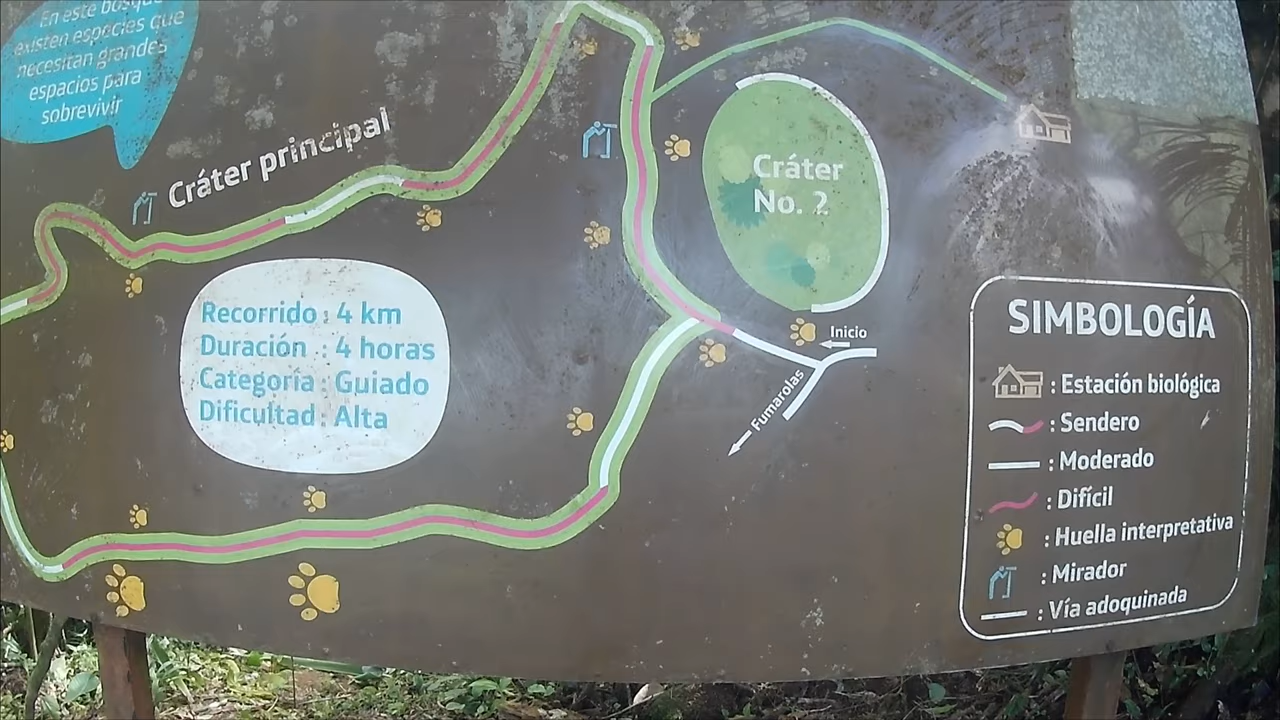 En este bosque
existen especies que
necesitan grandes
espacios para
sobrevivir
Cráter principal
Cráter
No. 2
Recorrido : 4 km
Duración : 4 horas
Categoría : Guiado
Dificultad : Alta
Inicio
Fumarolas
SIMBOLOGÍA
: Estación biológica
: Sendero
: Moderado
: Difícil
: Huella interpretativa
: Mirador
: Vía adoquinada